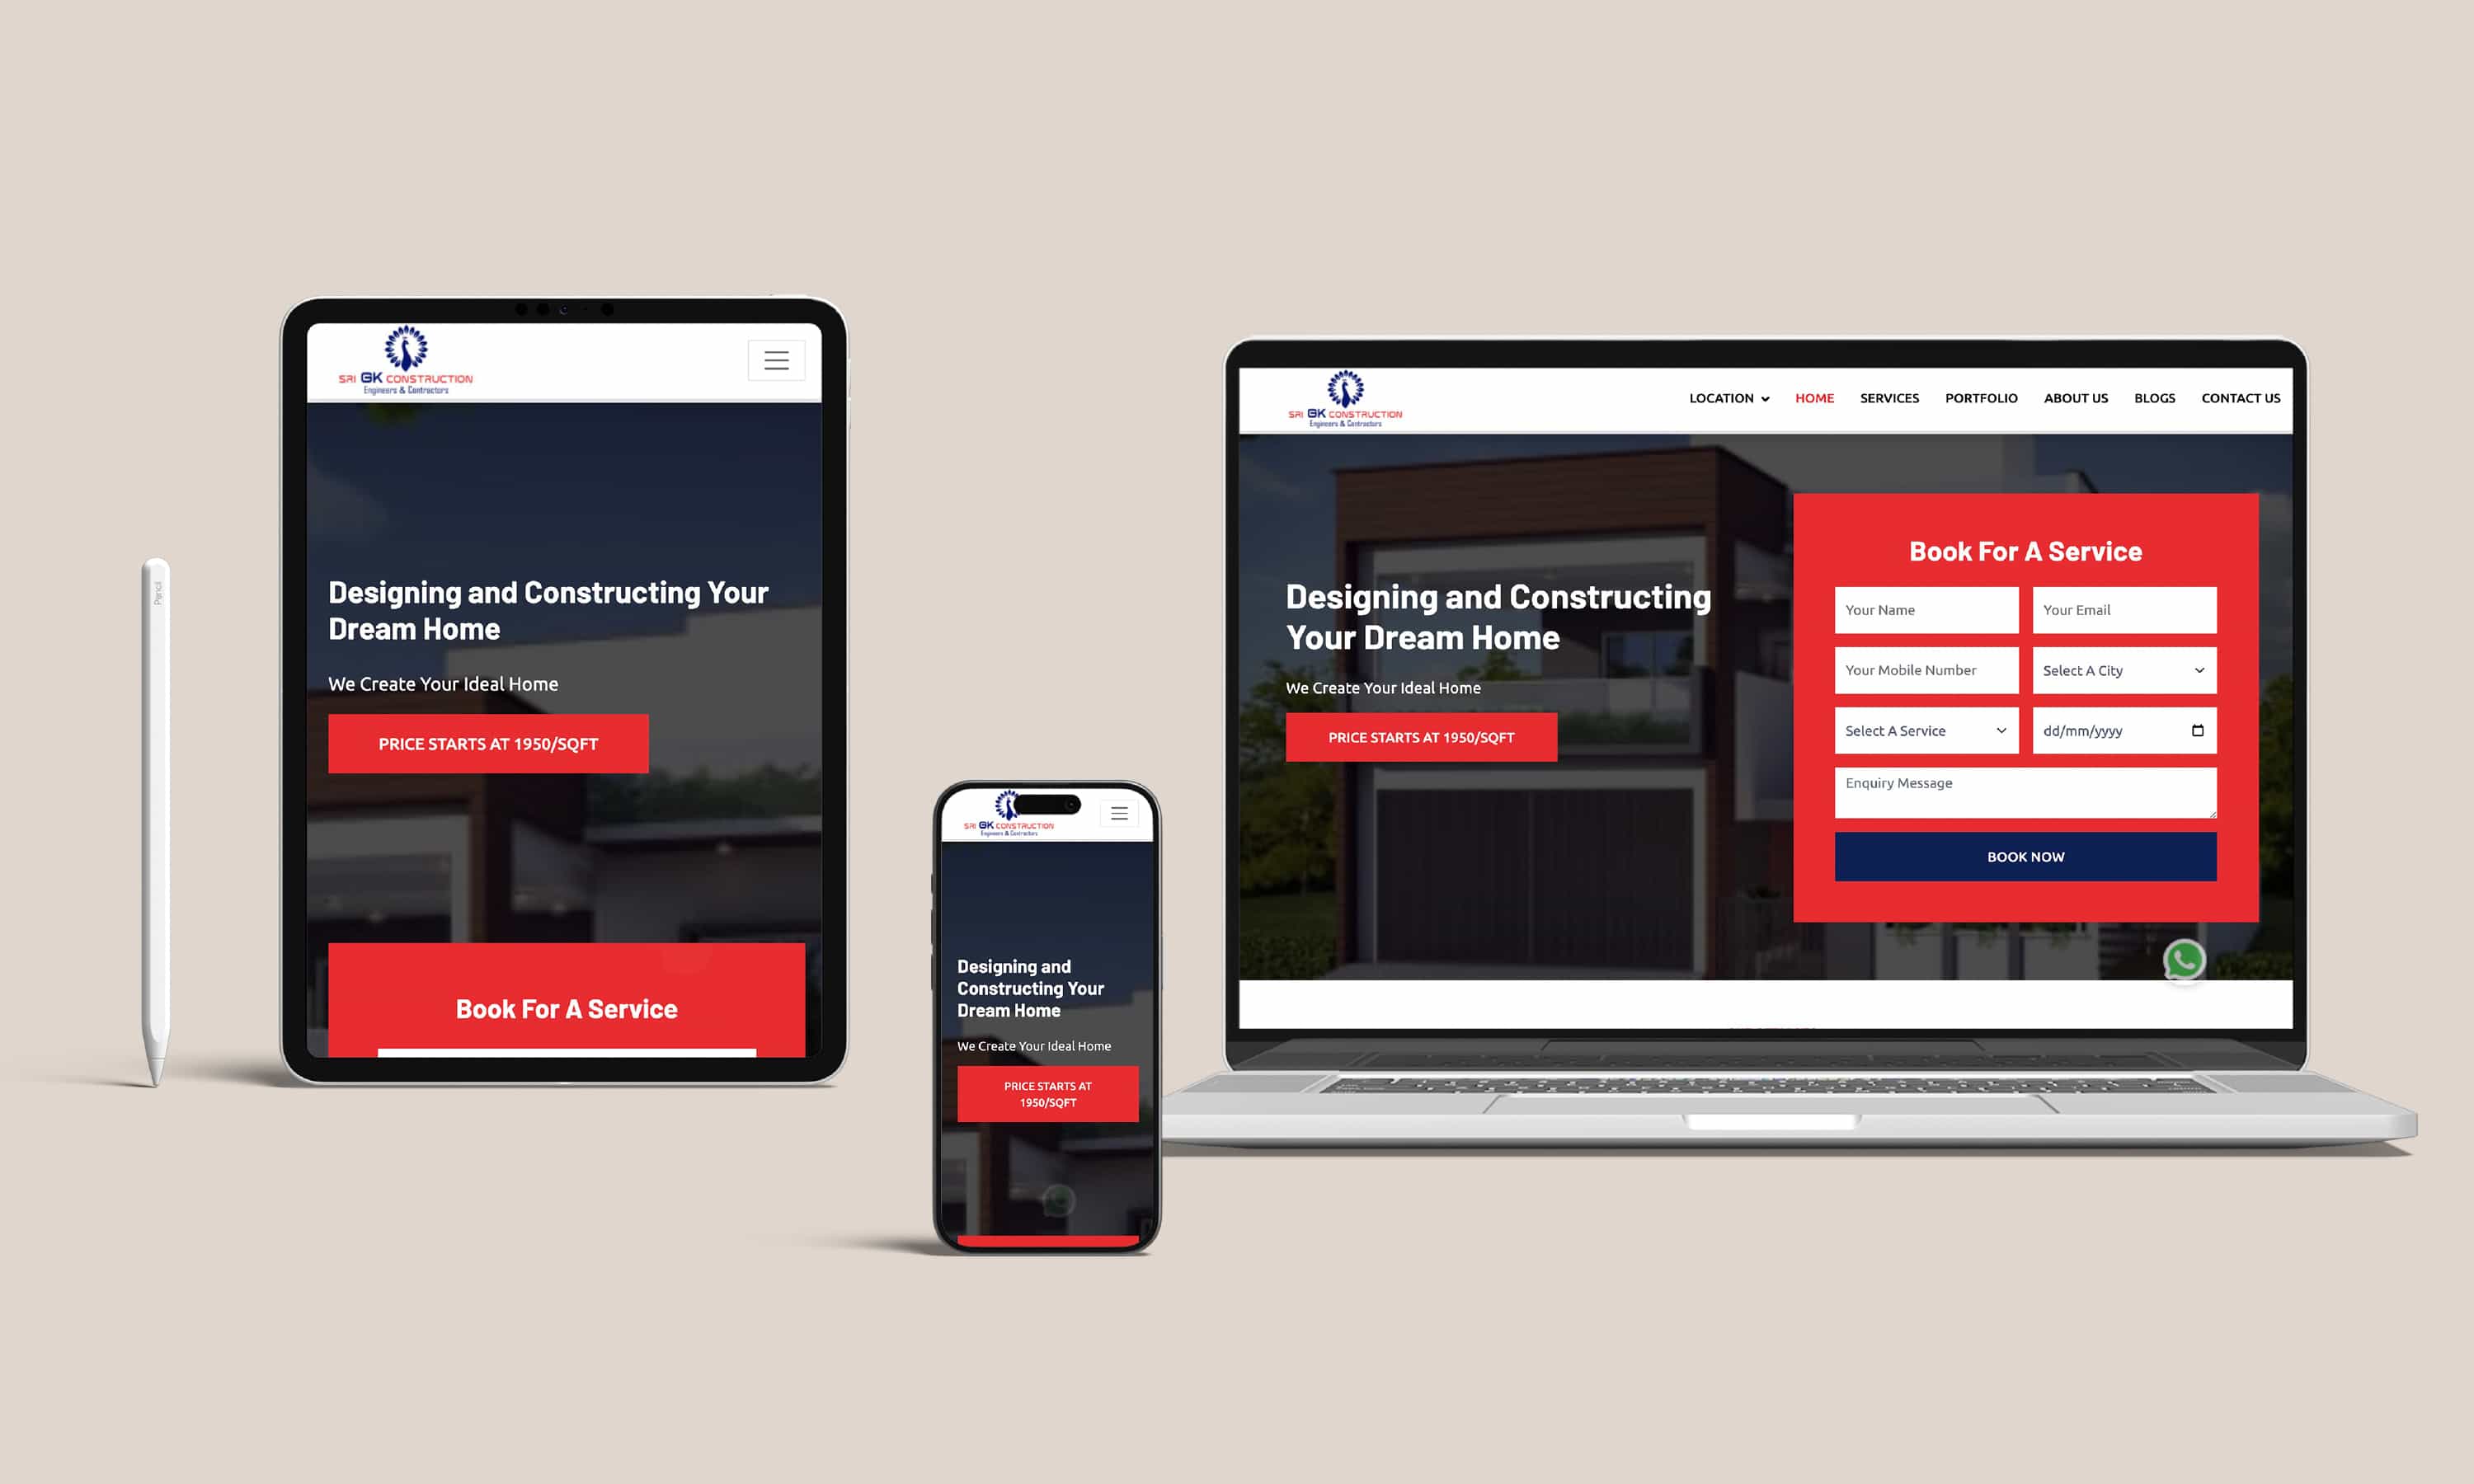 Pencil
SRI GK CONSTRUCTION
Engineers & Contractors
Designing and Constructing Your
Dream Home
We Create Your Ideal Home
PRICE STARTS AT 1950/SQFT
Book For A Service
SRI GK CONSTRUCTION
Engineers & Contractors
Designing and
Constructing Your
Dream Home
We Create Your Ideal Home
PRICE STARTS AT
1950/SQFT
SRI GK CONSTRUCTION
Engineers & Contractors
LOCATION HOME SERVICES PORTFOLIO ABOUT US BLOGS CONTACT US
Designing and Constructing
Your Dream Home
We Create Your Ideal Home
PRICE STARTS AT 1950/SQFT
Book For A Service
Your Name Your Email
Your Mobile Number Select A City
Select A Service dd/mm/yyyy
Enquiry Message
BOOK NOW